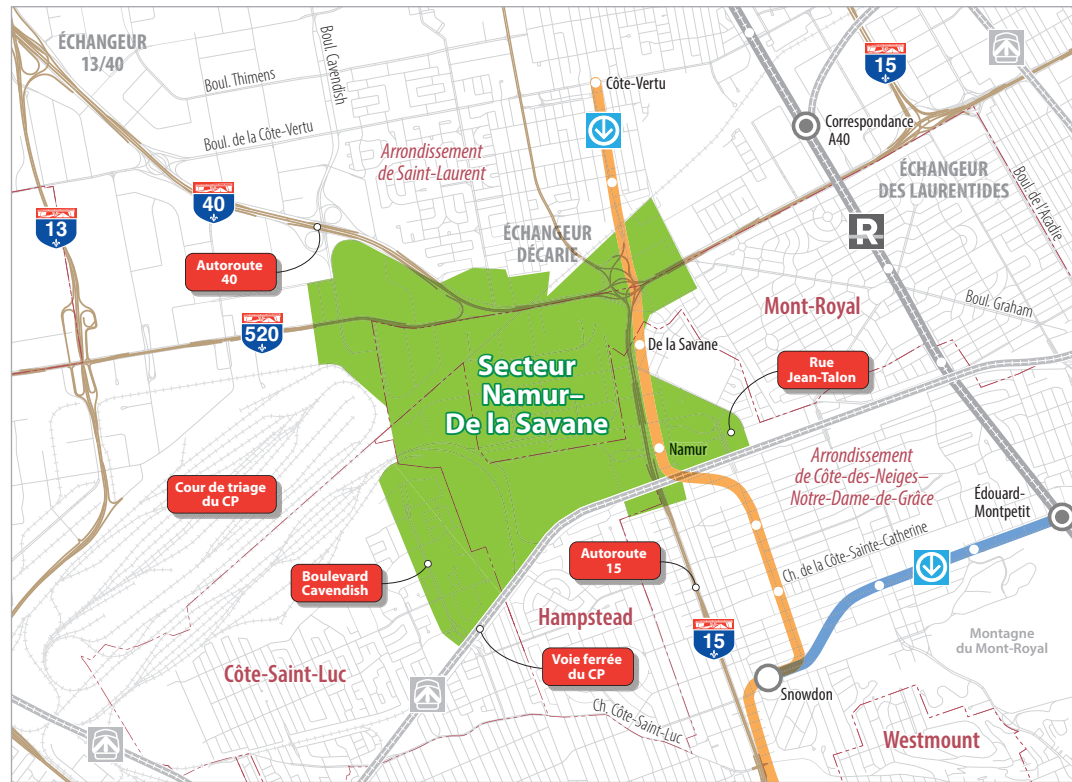 ÉCHANGEUR
13/40
Boul. Thimens
Boul. Cavendish
Boul. de la Côte-Vertu
Côte-Vertu
15
Correspondance
A40
Arrondissement
de Saint-Laurent
ÉCHANGEUR
DES LAURENTIDES
Boul. de l'Acadie
40
13
ÉCHANGEUR
DÉCARIE
R
Autoroute
40
Mont-Royal
Boul. Graham
520
De la Savane
Rue
Jean-Talon
Secteur
Namur–
De la Savane
Namur
Arrondissement
de Côte-des-Neiges–
Notre-Dame-de-Grâce
Cour de triage
du CP
Édouard-
Montpetit
Ch. de la Côte-Sainte-Catherine
Autoroute
15
Boulevard
Cavendish
Hampstead
15
Montagne
du Mont-Royal
Voie ferrée
du CP
Côte-Saint-Luc
Snowdon
Ch. Côte-Saint-Luc
Westmount